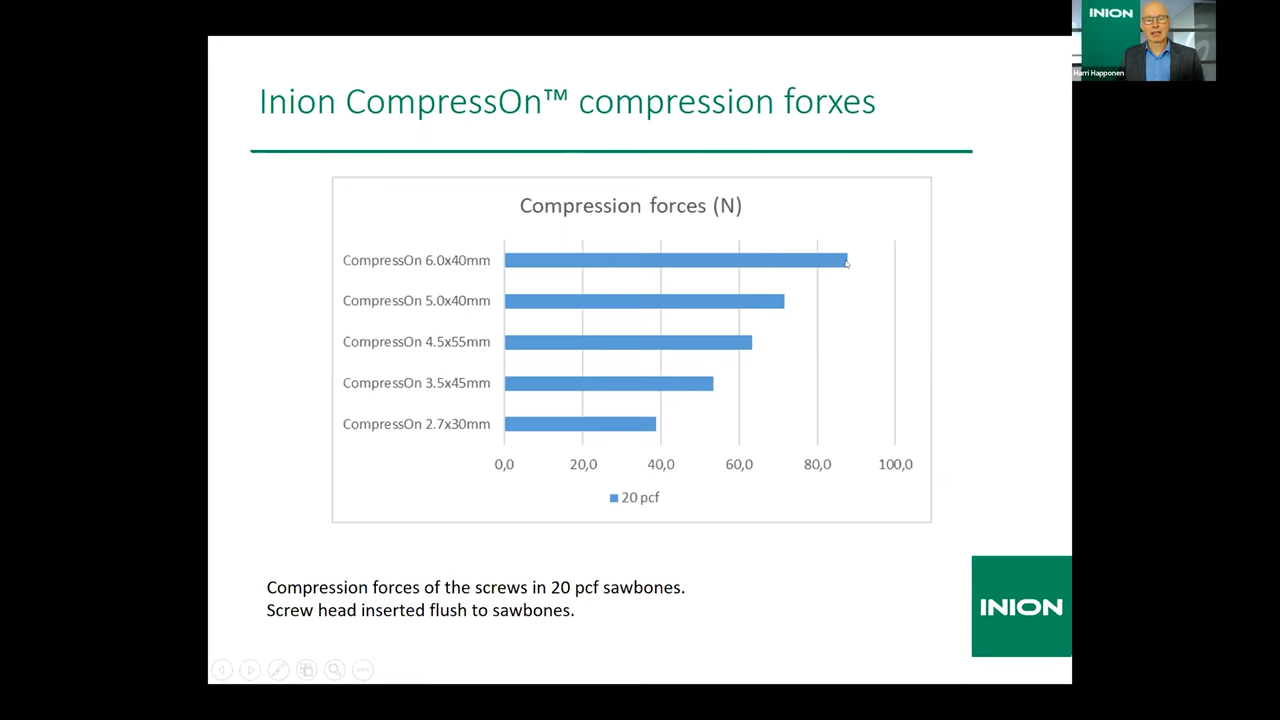 INION
Harri Happonen
Inion CompressOn™ compression forxes
Compression forces (N)
CompressOn 6.0x40mm
CompressOn 5.0x40mm
CompressOn 4.5x55mm
CompressOn 3.5x45mm
CompressOn 2.7x30mm
0,0 20,0 40,0 60,0 80,0 100,0
20 pcf
Compression forces of the screws in 20 pcf sawbones.
Screw head inserted flush to sawbones.
INION